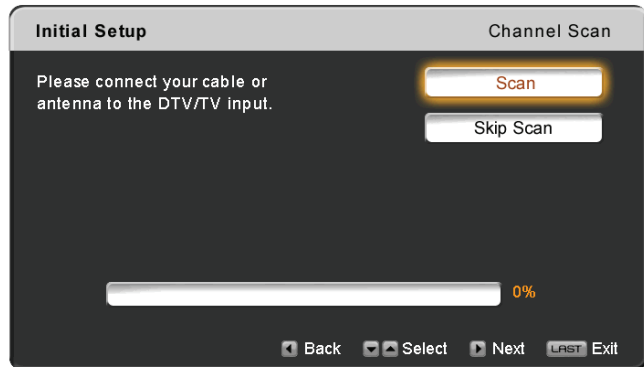 Initial Setup Channel Scan
Please connect your cable or
antenna to the DTV/TV input.
Scan
Skip Scan
0%
Back Select Next LAST Exit